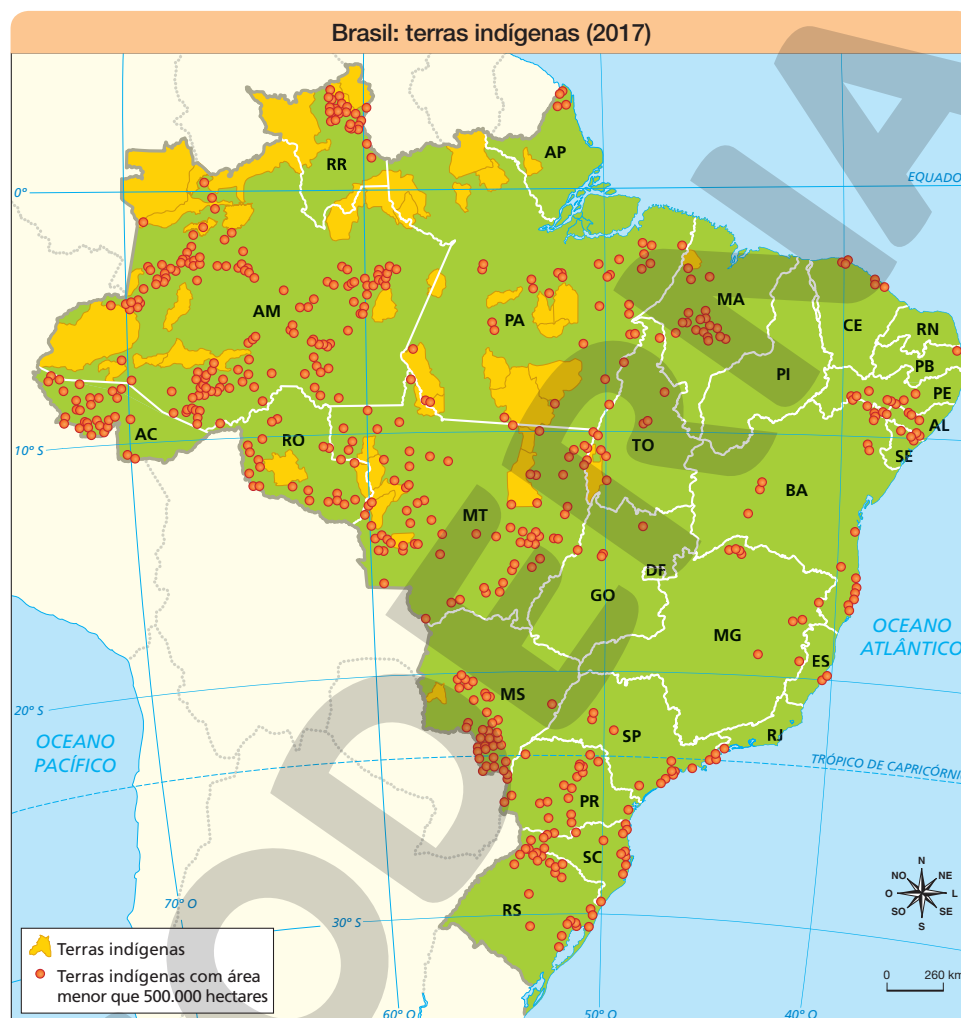 Brasil: terras indígenas (2017)
RR
AP
0°
EQUADO
AM
PA
MA
CE
RN
PB
PE
AL
SE
PI
TO
AC
RO
10° S
BA
MT
DF
GO
MG
ES
OCEANO
ATLÂNTICO
MS
20° S
SP
RJ
OCEANO
PACÍFICO
TRÓPICO DE CAPRICÓRNI
PR
SC
RS
70° O
30° S
N
NO
NE
O
L
SO
SE
S
Terras indígenas
Terras indígenas com área
menor que 500.000 hectares
0
260 km
60° O
50° O
40° O